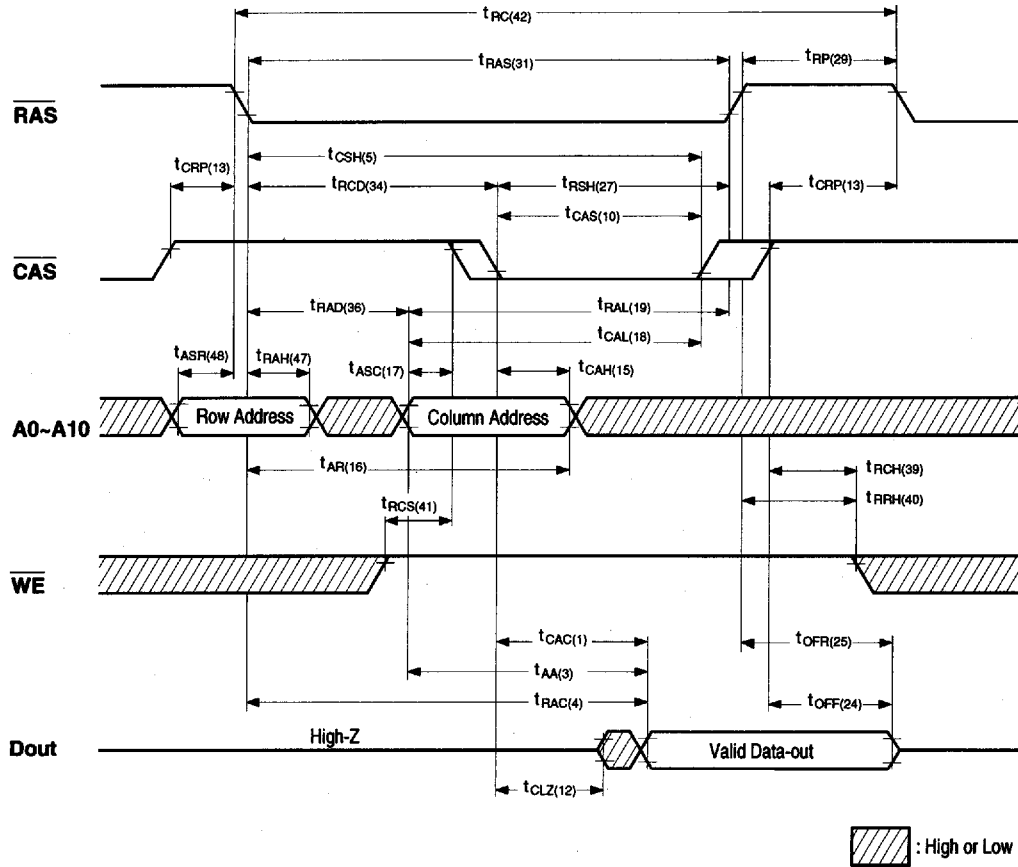 tRC(42)
tRAS(31)
tRP(29)
RAS
tCSH(5)
tCRP(13)
tRCD(34)
tRSH(27)
tCRP(13)
tCAS(10)
CAS
tRAD(36)
tRAL(19)
tCAL(18)
tASR(48)
tRAH(47)
tASC(17)
tCAH(15)
A0~A10
Row Address
Column Address
tAR(16)
tRCH(39)
tRCS(41)
tRRH(40)
WE
tCAC(1)
tOFR(25)
tAA(3)
tRAC(4)
tOFF(24)
Dout
High-Z
Valid Data-out
tCLZ(12)
: High or Low